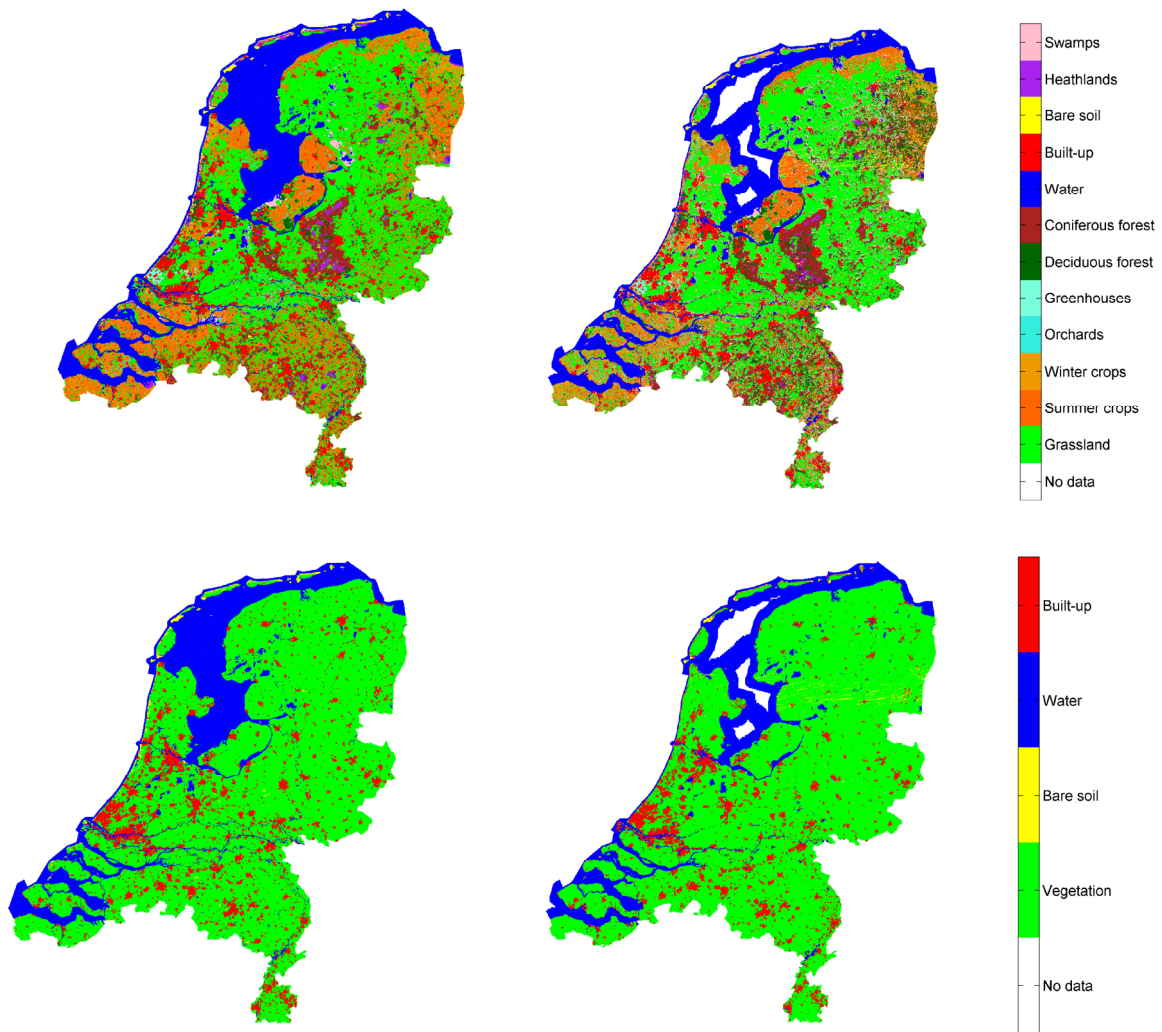 Swamps
Heathlands
Bare soil
Built-up
Water
Coniferous forest
Deciduous forest
Greenhouses
Orchards
Winter crops
Summer crops
Grassland
No data
Built-up
Water
Bare soil
Vegetation
No data